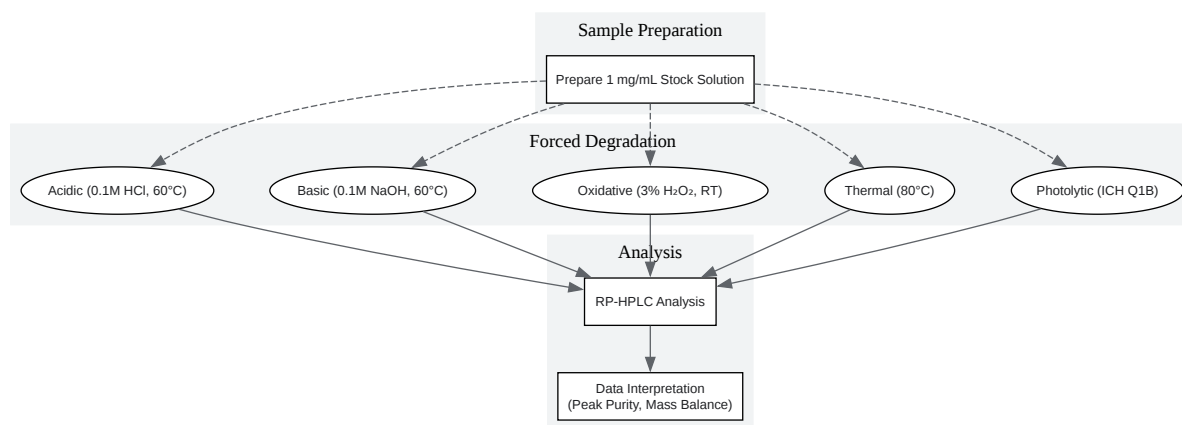 Sample Preparation
Prepare 1 mg/mL Stock Solution
Forced Degradation
Acidic (0.1M HCl, 60°C)
Basic (0.1M NaOH, 60°C)
Oxidative (3% H₂O₂, RT)
Thermal (80°C)
Photolytic (ICH Q1B)
Analysis
RP-HPLC Analysis
Data Interpretation
(Peak Purity, Mass Balance)